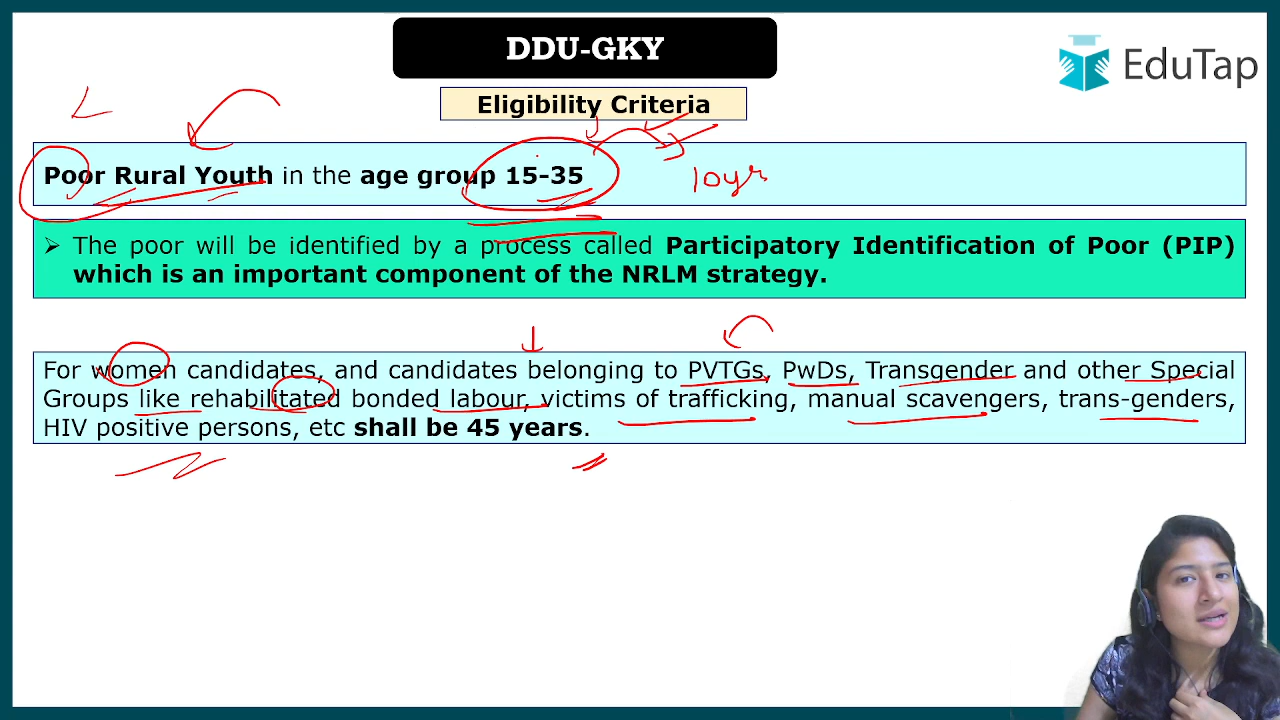 DDU-GKY
EduTap
Eligibility Criteria
Poor Rural Youth in the age group 15-35
10yr
➢ The poor will be identified by a process called Participatory Identification of Poor (PIP)
which is an important component of the NRLM strategy.
For women candidates, and candidates belonging to PVTGs, PwDs, Transgender and other Special
Groups like rehabilitated bonded labour, victims of trafficking, manual scavengers, trans-genders,
HIV positive persons, etc shall be 45 years.